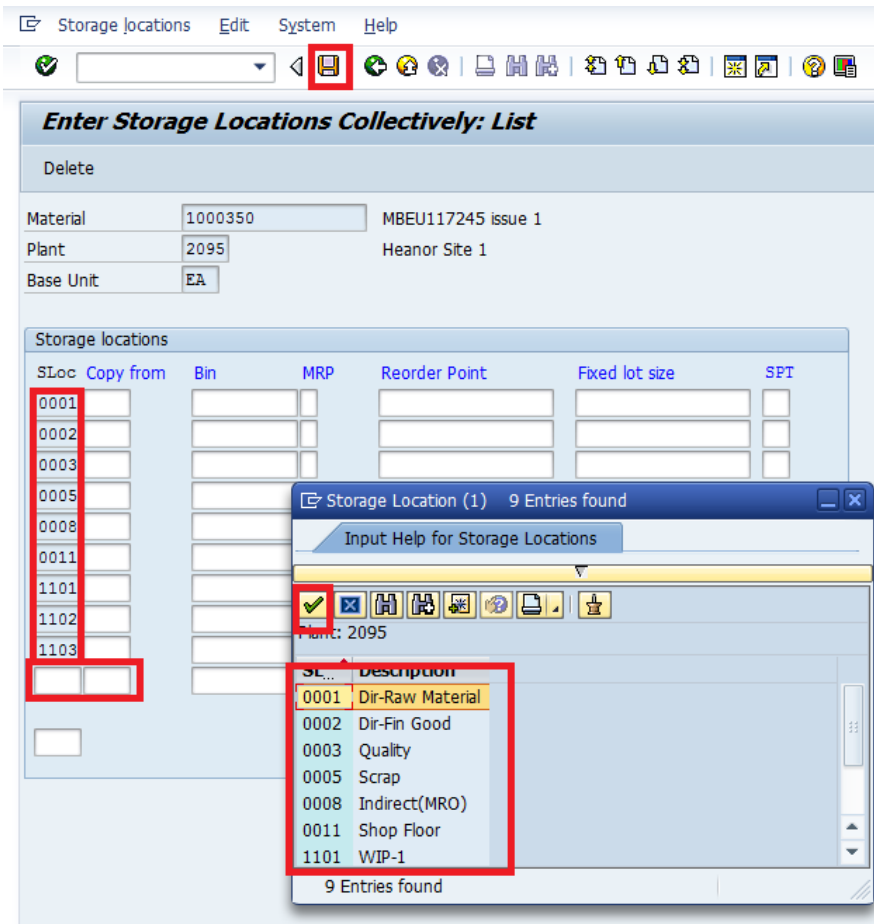 Storage locations Edit System Help
Enter Storage Locations Collectively: List
Delete
Material 1000350 MBEU117245 issue 1
Plant 2095 Heanor Site 1
Base Unit EA
Storage locations
SLoc Copy from Bin MRP Reorder Point Fixed lot size SPT
0001
0002
0003
0005
0008
0011
1101
1102
1103
Storage Location (1) 9 Entries found
Input Help for Storage Locations
Plant: 2095
SL... Description
0001 Dir-Raw Material
0002 Dir-Fin Good
0003 Quality
0005 Scrap
0008 Indirect(MRO)
0011 Shop Floor
1101 WIP-1
9 Entries found